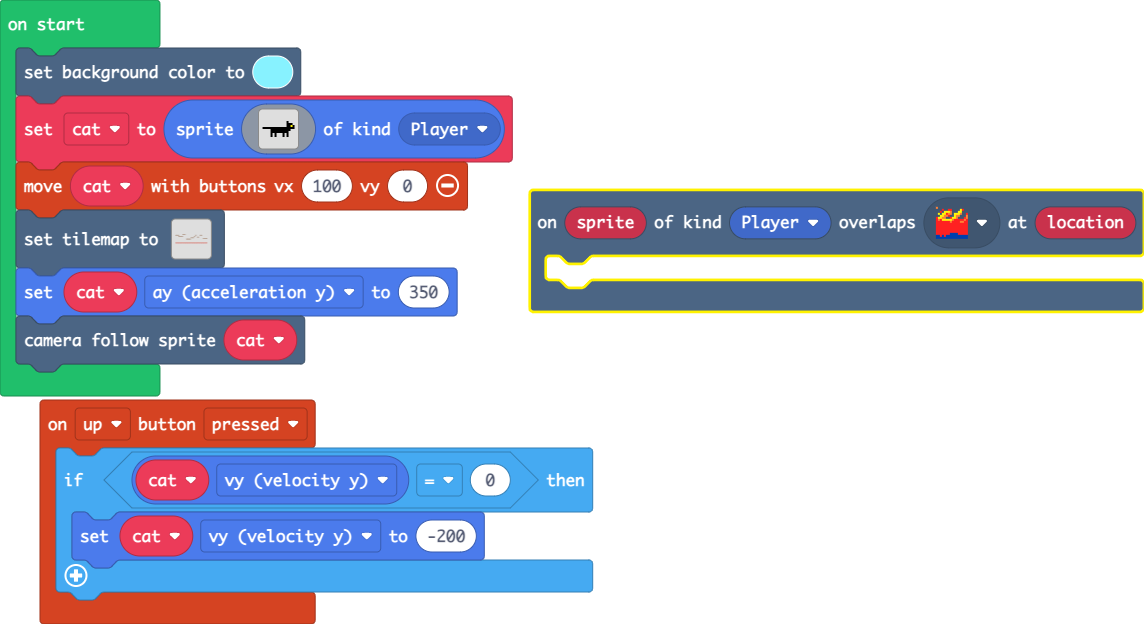 on start
set background color to
set cat to sprite of kind Player
move cat with buttons vx 100 vy 0
set tilemap to
set cat ay (acceleration y) to 350
camera follow sprite cat
on sprite of kind Player overlaps at location
on up button pressed
if cat vy (velocity y) = 0 then
set cat vy (velocity y) to -200